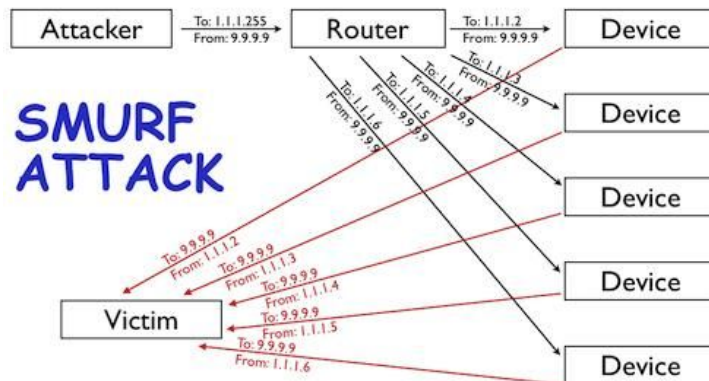 Attacker
To: 1.1.1.255
From: 9.9.9.9
Router
To: 1.1.1.2
From: 9.9.9.9
Device
To: 1.1.1.3
From: 9.9.9.9
Device
To: 1.1.1.4
From: 9.9.9.9
Device
To: 1.1.1.5
From: 9.9.9.9
Device
To: 1.1.1.6
From: 9.9.9.9
Device
SMURF
ATTACK
To: 9.9.9.9
From: 1.1.1.2
To: 9.9.9.9
From: 1.1.1.3
To: 9.9.9.9
From: 1.1.1.4
Victim
To: 9.9.9.9
From: 1.1.1.5
To: 9.9.9.9
From: 1.1.1.6